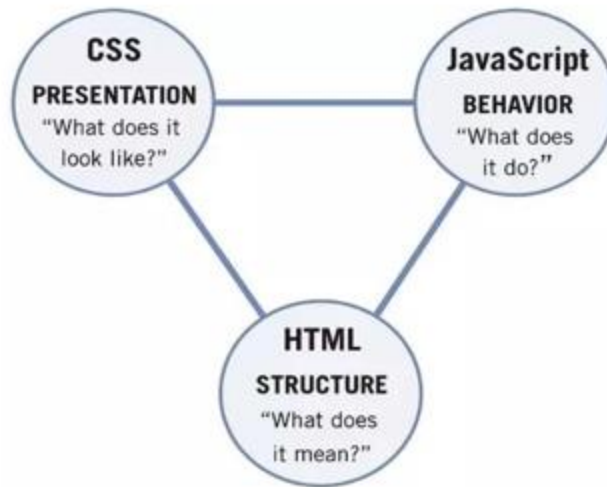 CSS
PRESENTATION
“What does it
look like?”
JavaScript
BEHAVIOR
“What does
it do?”
HTML
STRUCTURE
“What does
it mean?”